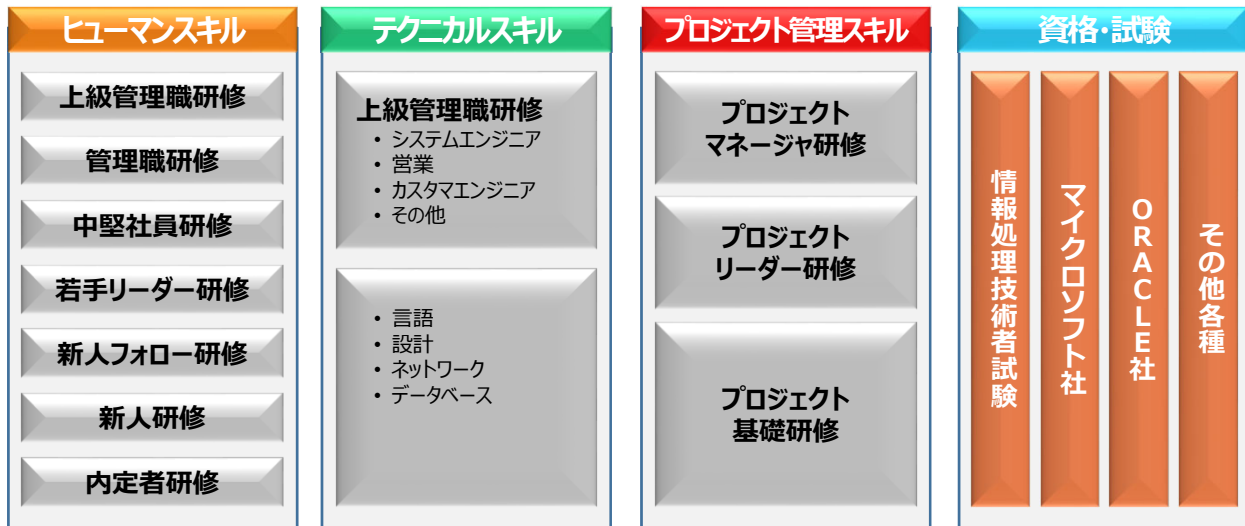 ヒューマンスキル
上級管理職研修
管理職研修
中堅社員研修
若手リーダー研修
新人フォロー研修
新人研修
内定者研修
テクニカルスキル
上級管理職研修
• システムエンジニア
• 営業
• カスタマエンジニア
• その他
• 言語
• 設計
• ネットワーク
• データベース
プロジェクト管理スキル
プロジェクト
マネージャ研修
プロジェクト
リーダー研修
プロジェクト
基礎研修
資格・試験
情報処理技術者試験
マイクロソフト社
ORACLE社
その他各種